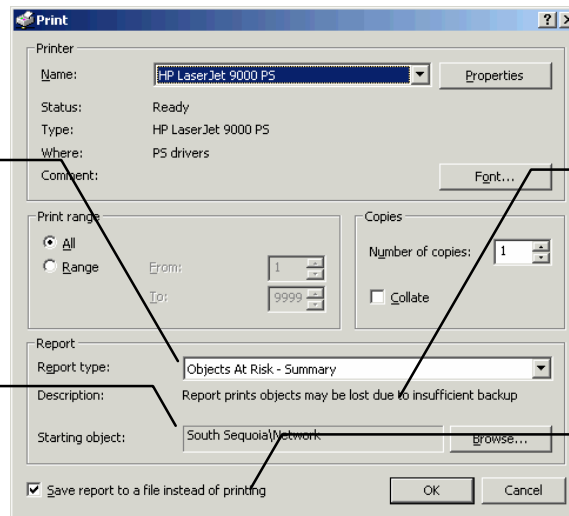 Print
Printer
Name: HP LaserJet 9000 PS Properties
Status: Ready
Type: HP LaserJet 9000 PS
Where: PS drivers
Comment: Font...
Print range
All
Range From: 1
To: 9999
Copies
Number of copies: 1
Collate
Report
Report type: Objects At Risk - Summary
Description: Report prints objects may be lost due to insufficient backup
Starting object: South Sequoia\Network Browse...
Save report to a file instead of printing OK Cancel